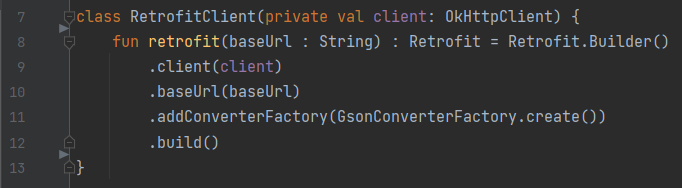 7 class RetrofitClient(private val client: OkHttpClient) {
8     fun retrofit(baseUrl : String) : Retrofit = Retrofit.Builder()
9         .client(client)
10         .baseUrl(baseUrl)
11         .addConverterFactory(GsonConverterFactory.create())
12         .build()
13 }